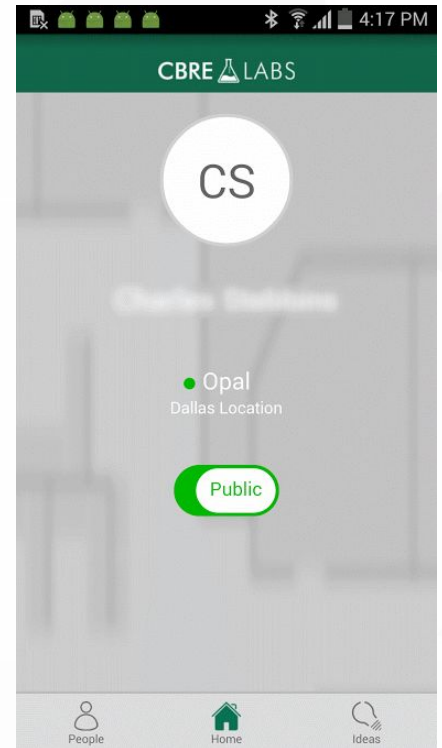 4:17 PM
CBRE LABS
CS
Opal
Dallas Location
Public
People
Home
Ideas